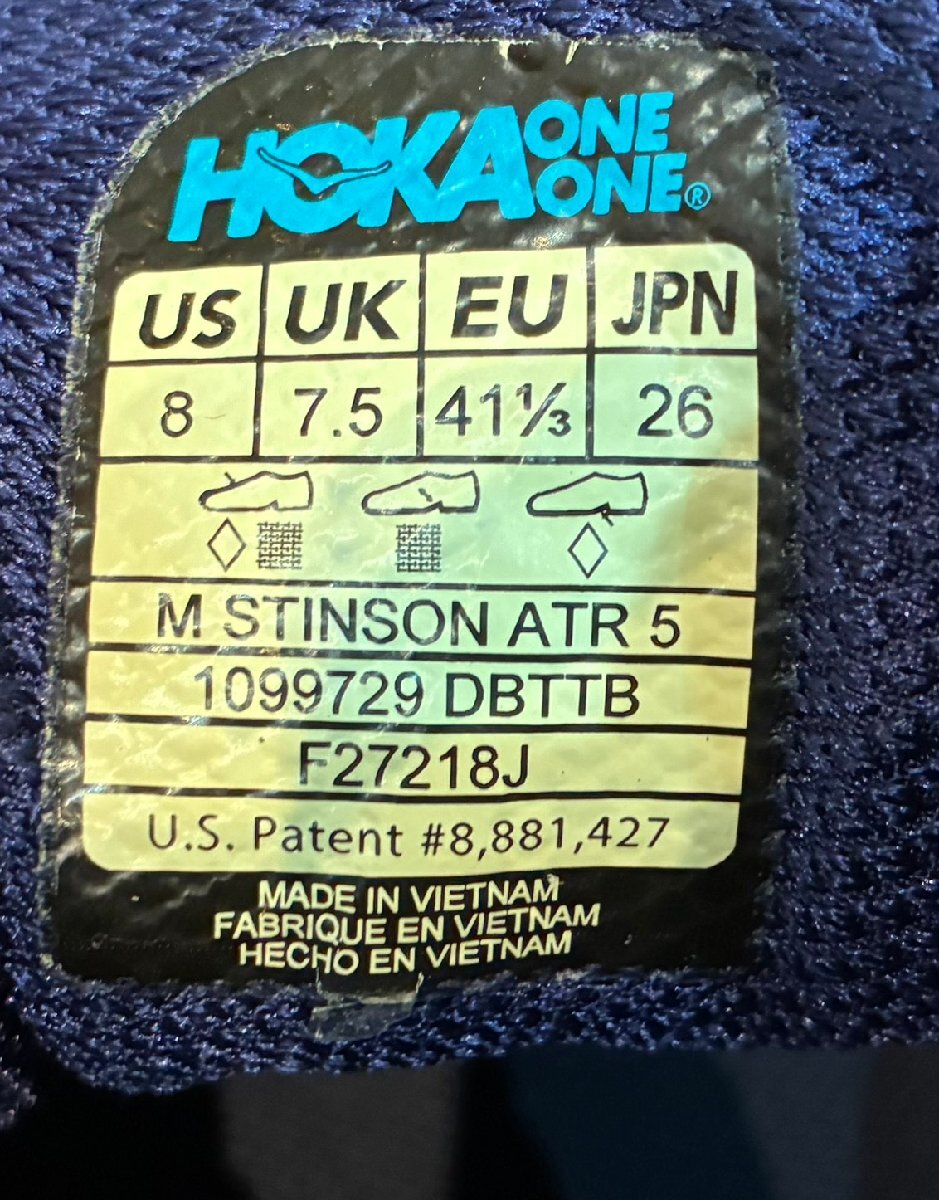 HOKA ONE ONE®
US UK EU JPN
8 7.5 41⅓ 26
M STINSON ATR 5
1099729 DBTTB
F27218J
U.S. Patent #8,881,427
MADE IN VIETNAM
FABRIQUE EN VIETNAM
HECHO EN VIETNAM